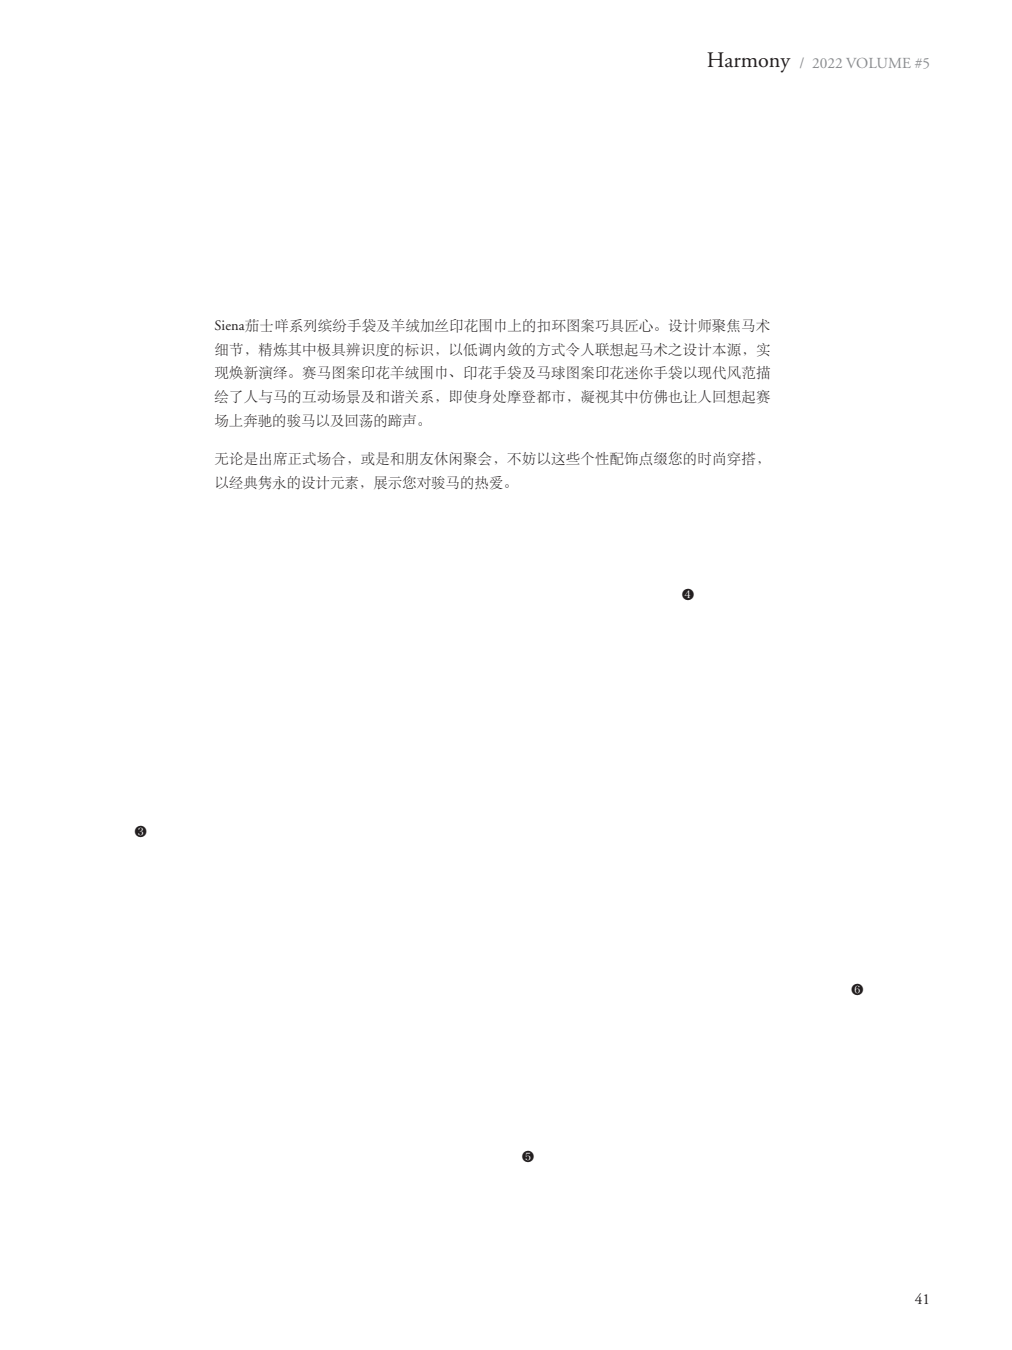 Harmony / 2022 VOLUME #5
Siena茄士咩系列缤纷手袋及羊绒加丝印花围巾上的扣环图案巧具匠心。设计师聚焦马术
细节，精炼其中极具辨识度的标识，以低调内敛的方式令人联想起马术之设计本源，实
现焕新演绎。赛马图案印花羊绒围巾、印花手袋及马球图案印花迷你手袋以现代风范描
绘了人与马的互动场景及和谐关系，即使身处摩登都市，凝视其中仿佛也让人回想起赛
场上奔驰的骏马以及回荡的蹄声。
无论是出席正式场合，或是和朋友休闲聚会，不妨以这些个性配饰点缀您的时尚穿搭，
以经典隽永的设计元素，展示您对骏马的热爱。
❹
❸
❻
❺
41